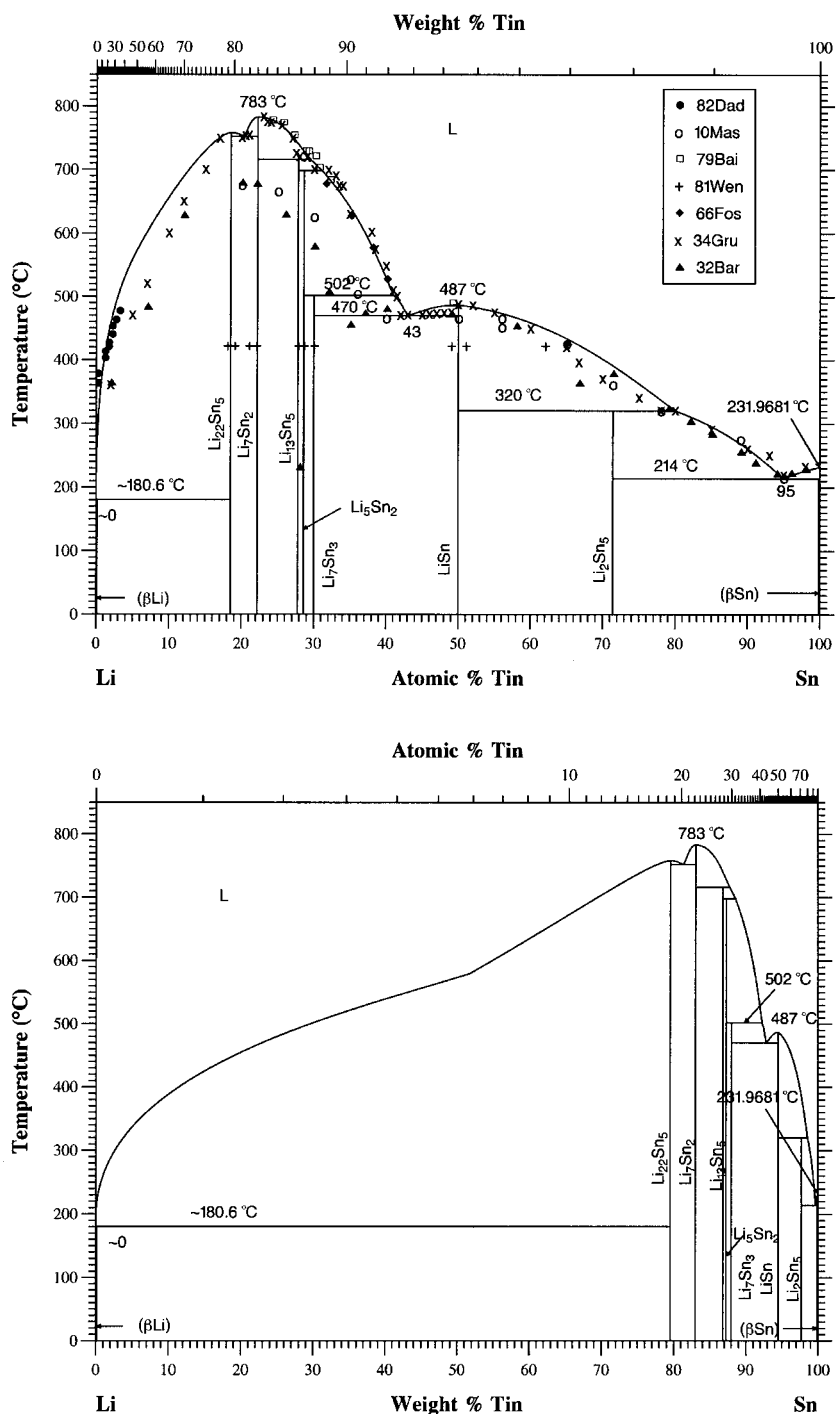 Weight % Tin
0 10 30 50 60 70 80 90 100
800
700
600
500
400
300
200
100
0
Temperature (°C)
783 °C
L
82Dad
10Mas
79Bai
81Wen
66Fos
34Gru
32Bar
502 °C
470 °C
487 °C
43
320 °C
231.9681 °C
214 °C
95
~180.6 °C
~0
Li₂₂Sn₅
Li₇Sn₂
Li₁₃Sn₅
Li₅Sn₂
Li₇Sn₃
LiSn
Li₂Sn₅
(βLi)
(βSn)
0 10 20 30 40 50 60 70 80 90 100
Li Atomic % Tin Sn
Atomic % Tin
0 10 20 30 40 50 70
800
700
600
500
400
300
200
100
0
Temperature (°C)
783 °C
L
502 °C
487 °C
231.9681 °C
~180.6 °C
~0
Li₂₂Sn₅
Li₇Sn₂
Li₁₃Sn₅
Li₅Sn₂
Li₇Sn₃
LiSn
Li₂Sn₅
(βLi)
(βSn)
0 10 20 30 40 50 60 70 80 90 100
Li Weight % Tin Sn